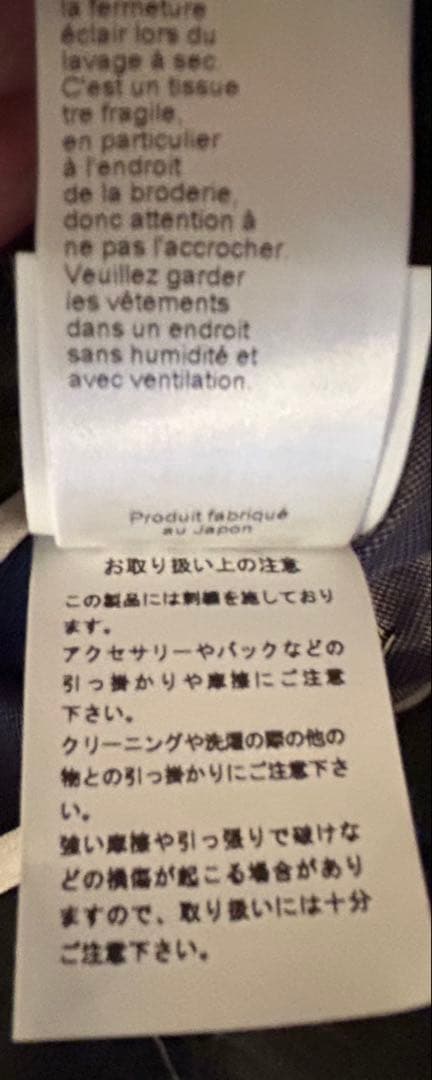 la fermeture
éclair lors du
lavage à sec.
C'est un tissue
tre fragile,
en particulier
à l'endroit
de la broderie,
donc attention à
ne pas l'accrocher.
Veuillez garder
les vêtements
dans un endroit
sans humidité et
avec ventilation.
Produit fabriqué
au Japon
お取り扱い上の注意
この製品には刺繍を施しており
ます。
アクセサリーやバックなどの
引っ掛かりや摩擦にご注意
下さい。
クリーニングや洗濯の際の他の
物との引っ掛かりにご注意下さ
い。
強い摩擦や引っ張りで破けな
どの損傷が起こる場合があり
ますので、取り扱いには十分
ご注意下さい。